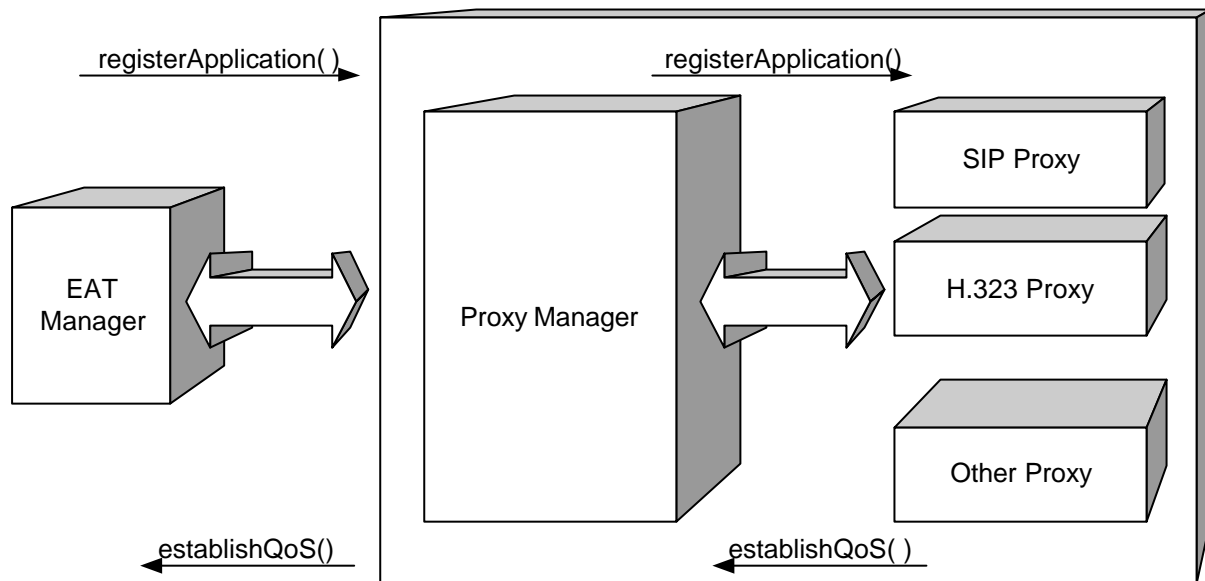 registerApplication( )
registerApplication()
SIP Proxy
EAT
Manager
Proxy Manager
H.323 Proxy
Other Proxy
establishQoS()
establishQoS( )